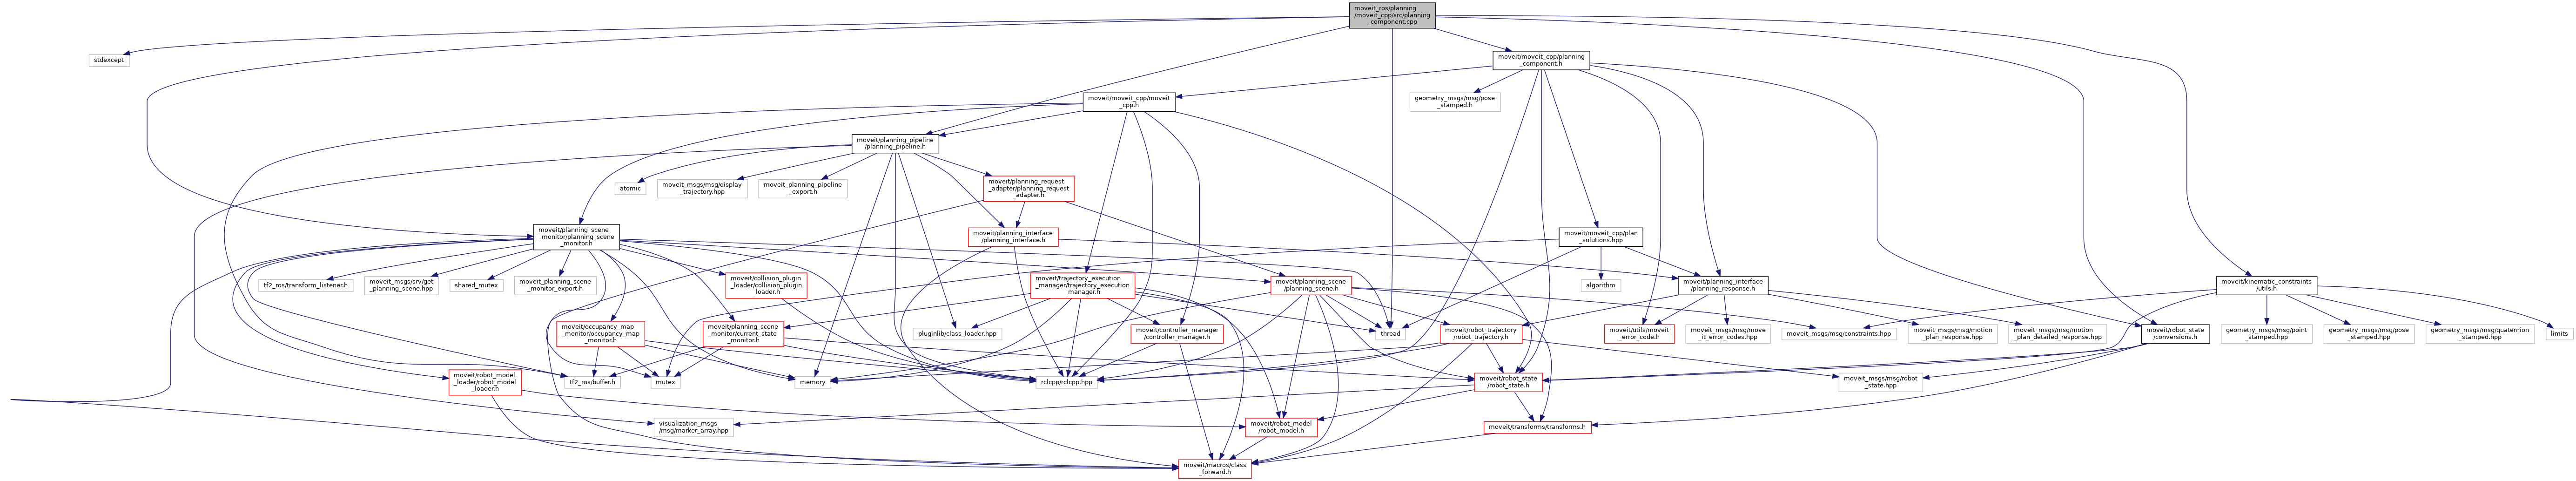 moveit_ros/planning
/moveit_cpp/src/planning
_component.cpp
stdexcept
moveit/moveit_cpp/planning
_component.h
moveit/moveit_cpp/moveit
_cpp.h
geometry_msgs/msg/pose
_stamped.h
moveit/planning_pipeline
/planning_pipeline.h
atomic
moveit_msgs/msg/display
_trajectory.hpp
moveit_planning_pipeline
_export.h
moveit/planning_request
_adapter/planning_request
_adapter.h
moveit/planning_scene
_monitor/planning_scene
_monitor.h
moveit/planning_interface
/planning_interface.h
moveit/moveit_cpp/plan
_solutions.hpp
tf2_ros/transform_listener.h
moveit_msgs/srv/get
_planning_scene.hpp
shared_mutex
moveit_planning_scene
_monitor_export.h
moveit/collision_plugin
_loader/collision_plugin
_loader.h
moveit/trajectory_execution
_manager/trajectory_execution
_manager.h
moveit/planning_scene
/planning_scene.h
algorithm
moveit/planning_interface
/planning_response.h
moveit/kinematic_constraints
/utils.h
moveit/occupancy_map
_monitor/occupancy_map
_monitor.h
moveit/planning_scene
_monitor/current_state
_monitor.h
pluginlib/class_loader.hpp
moveit/controller_manager
/controller_manager.h
thread
moveit/robot_trajectory
/robot_trajectory.h
moveit/utils/moveit
_error_code.h
moveit_msgs/msg/move
_it_error_codes.hpp
moveit_msgs/msg/constraints.hpp
moveit_msgs/msg/motion
_plan_response.hpp
moveit_msgs/msg/motion
_plan_detailed_response.hpp
moveit/robot_state
/conversions.h
geometry_msgs/msg/point
_stamped.hpp
geometry_msgs/msg/pose
_stamped.hpp
geometry_msgs/msg/quaternion
_stamped.hpp
limits
moveit/robot_model
_loader/robot_model
_loader.h
tf2_ros/buffer.h
mutex
memory
rclcpp/rclcpp.hpp
moveit/robot_state
/robot_state.h
moveit_msgs/msg/robot
_state.hpp
visualization_msgs
/msg/marker_array.hpp
moveit/robot_model
/robot_model.h
moveit/transforms/transforms.h
moveit/macros/class
_forward.h